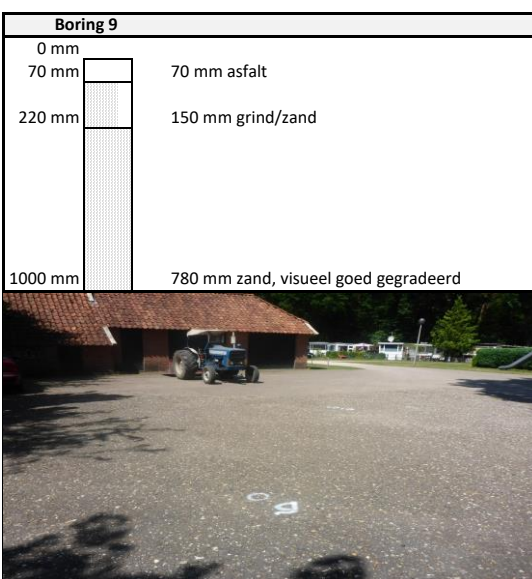 Boring 9
0 mm
70 mm 70 mm asfalt
220 mm 150 mm grind/zand
1000 mm 780 mm zand, visueel goed gegradeerd
9